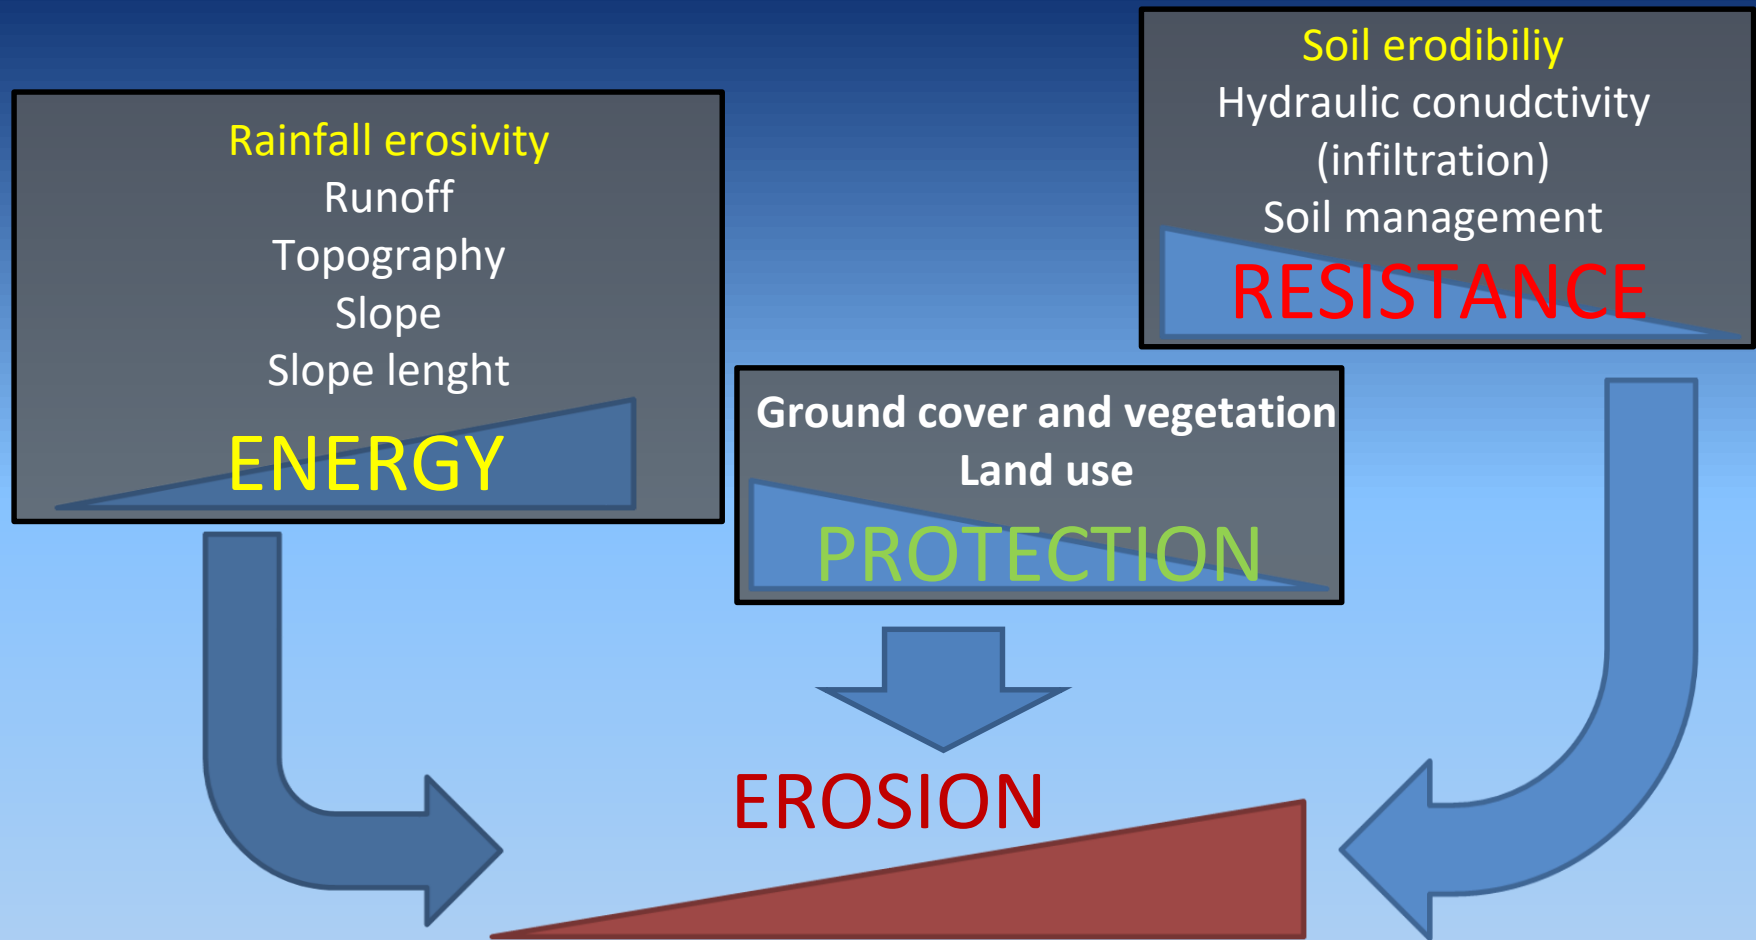 Rainfall erosivity
Runoff
Topography
Slope
Slope lenght
ENERGY
Ground cover and vegetation
Land use
PROTECTION
Soil erodibiliy
Hydraulic conudctivity
(infiltration)
Soil management
RESISTANCE
EROSION